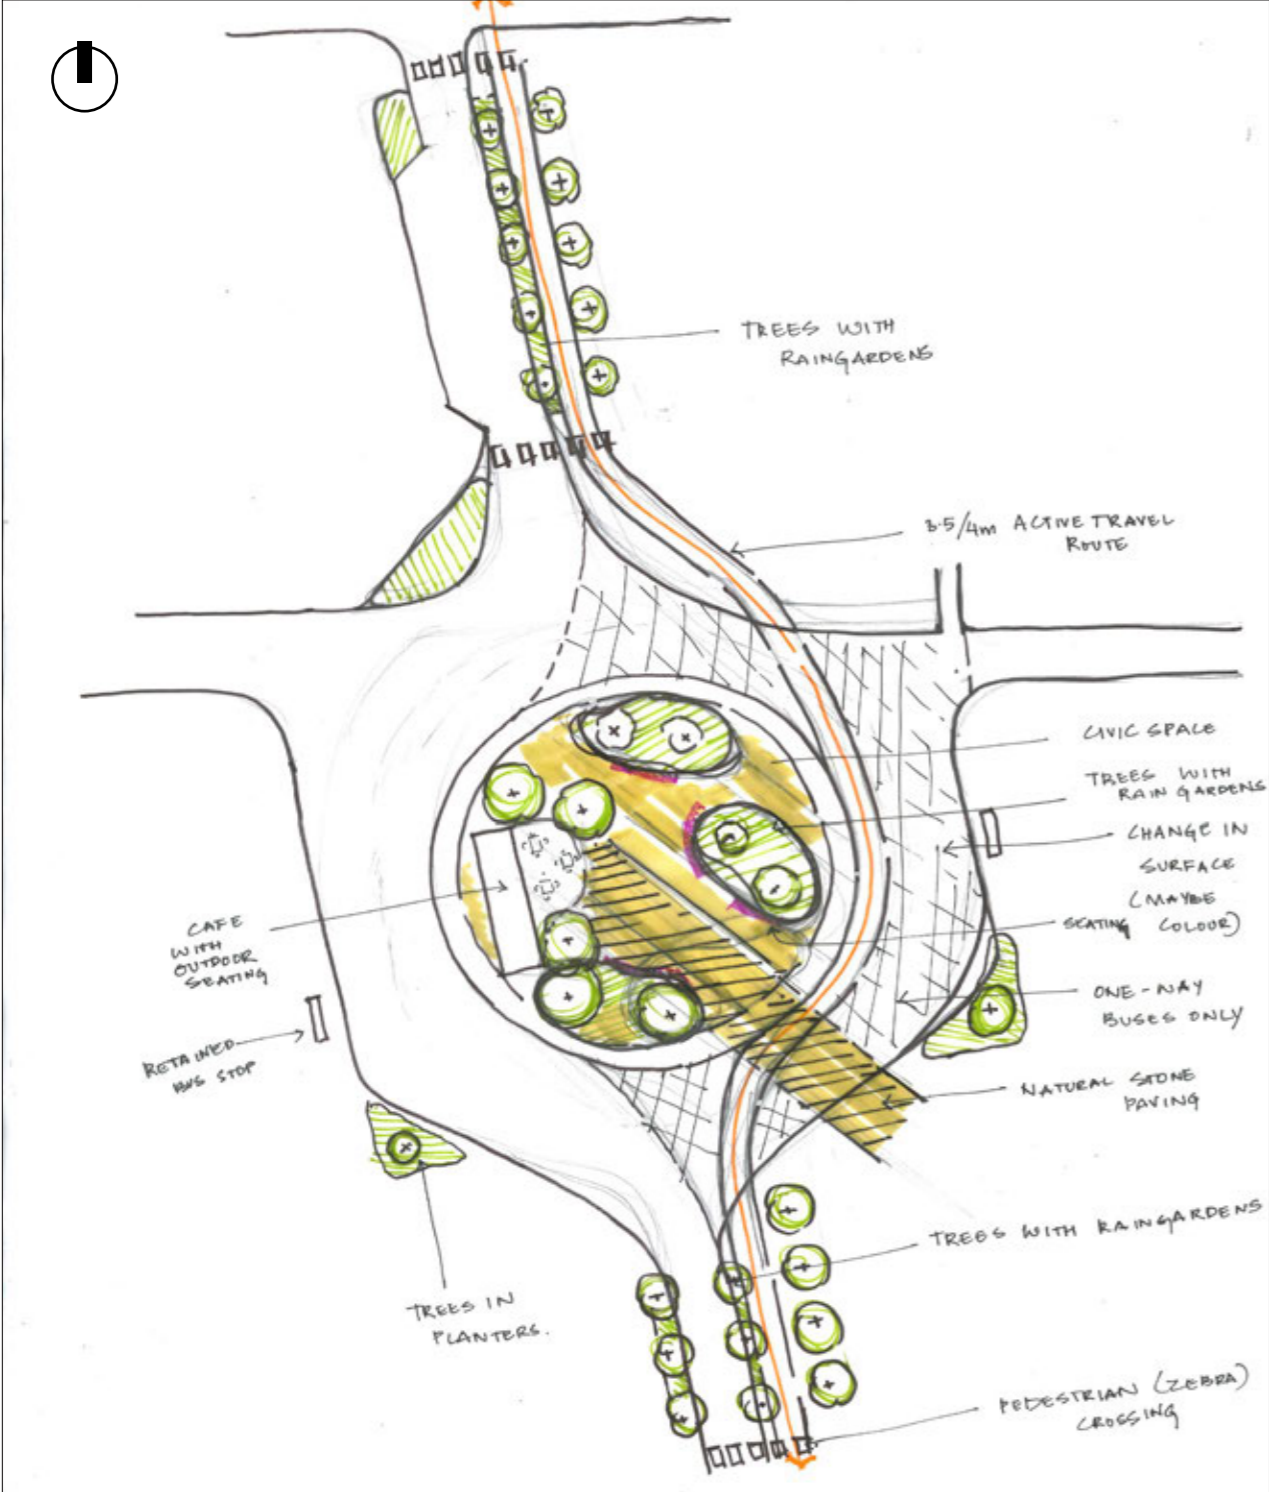 TREES WITH
RAINGARDENS
3.5/4m ACTIVE TRAVEL
ROUTE
CIVIC SPACE
TREES WITH
RAIN GARDENS
CHANGE IN
SURFACE
(MAYBE
COLOUR)
SEATING
CAFE
WITH
OUTDOOR
SEATING
ONE-WAY
BUSES ONLY
RETAINED
BUS STOP
NATURAL STONE
PAVING
TREES WITH RAINGARDENS
TREES IN
PLANTERS.
PEDESTRIAN (ZEBRA)
CROSSING